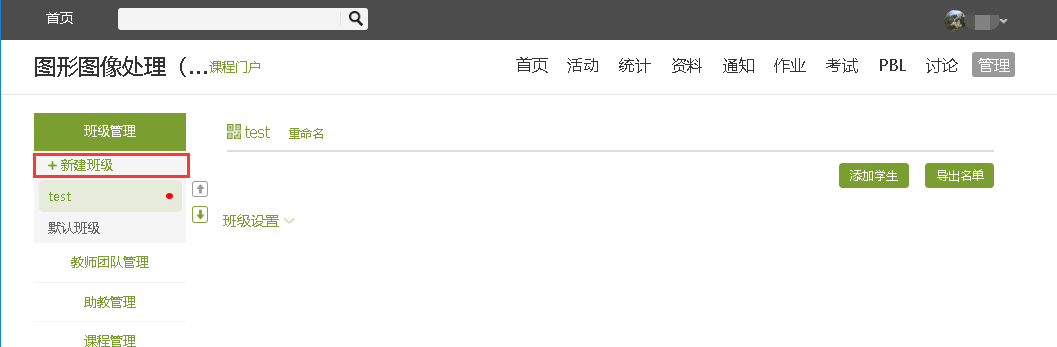 首页
图形图像处理（...课程门户
首页 活动 统计 资料 通知 作业 考试 PBL 讨论 管理
班级管理
+ 新建班级
test
默认班级
教师团队管理
助教管理
课程管理
test 重命名
添加学生 导出名单
班级设置